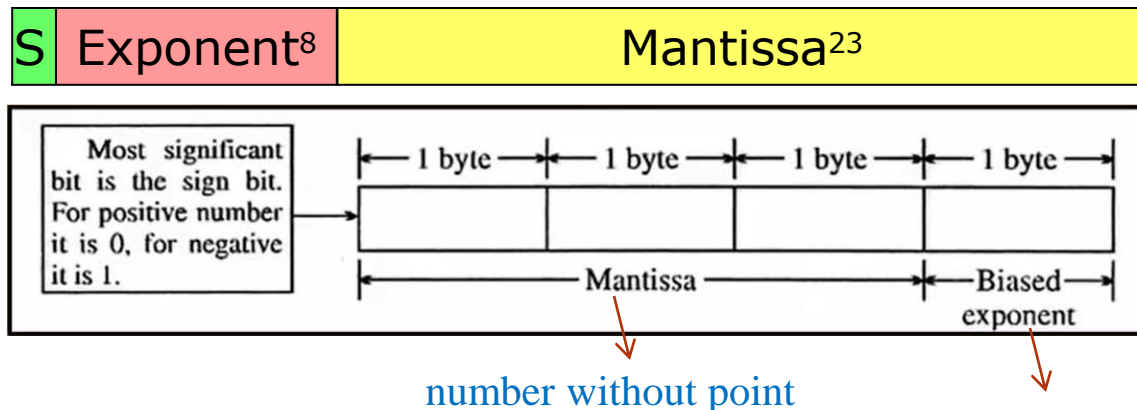 S Exponent8 Mantissa23
Most significant
bit is the sign bit.
For positive number
it is 0, for negative
it is 1.
1 byte 1 byte 1 byte 1 byte
Mantissa Biased
exponent
number without point